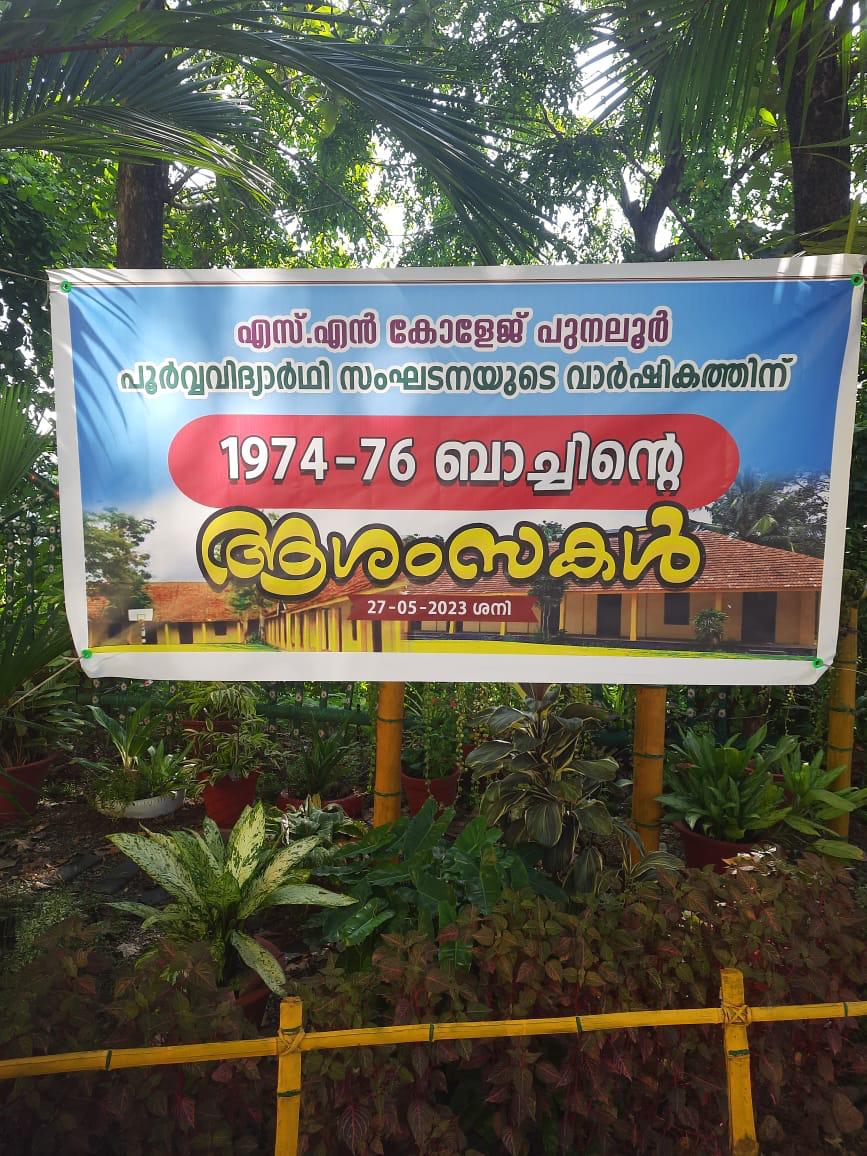 എസ്.എൻ കോളേജ് പുനലൂർ
പൂർവ്വവിദ്യാർഥി സംഘടനയുടെ വാർഷികത്തിന്
1974-76 ബാച്ചിന്റെ
ആശംസകൾ
27-05-2023 ശനി